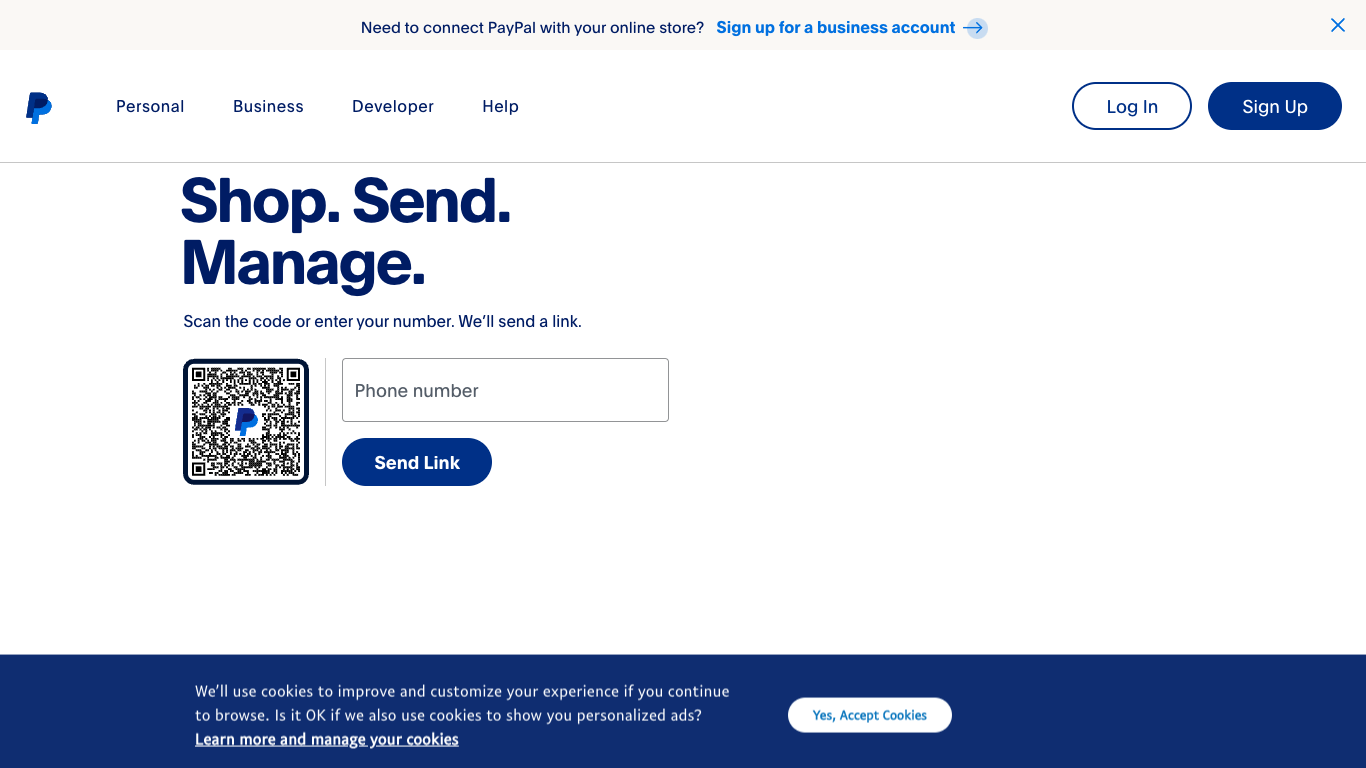 Need to connect PayPal with your online store? Sign up for a business account
Personal Business Developer Help Log In Sign Up
Shop. Send.
Manage.
Scan the code or enter your number. We’ll send a link.
Phone number
Send Link
We’ll use cookies to improve and customize your experience if you continue
to browse. Is it OK if we also use cookies to show you personalized ads?
Learn more and manage your cookies
Yes, Accept Cookies